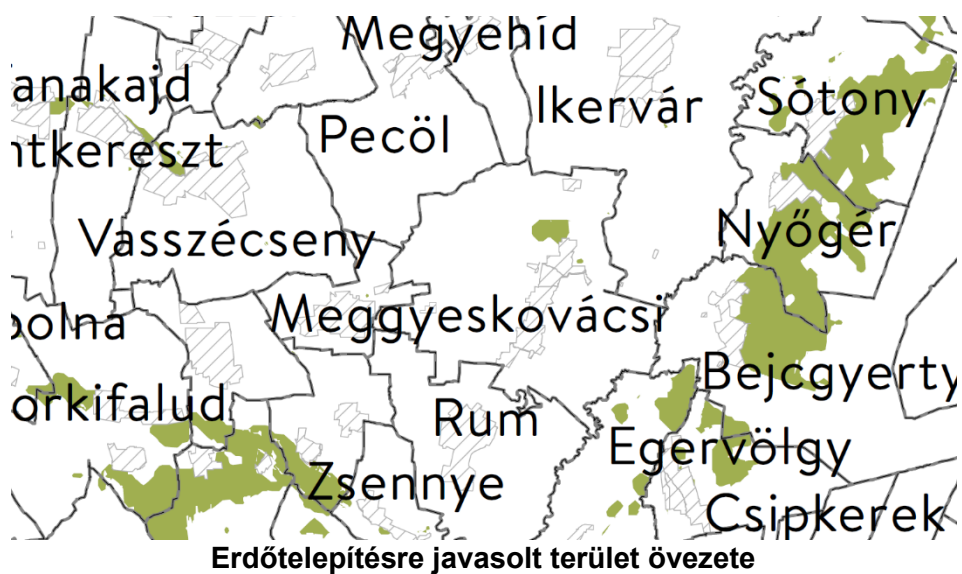 Megyehíd
anakajd
Ikervár
Sótony
Pecöl
ntkereszt
Vasszécseny
Nyőgér
Meggyeskovácsi
bolna
Bejcgyerty
orkifalud
Rum
Egervölgy
Zsennye
Csipkerek
Erdőtelepítésre javasolt terület övezete